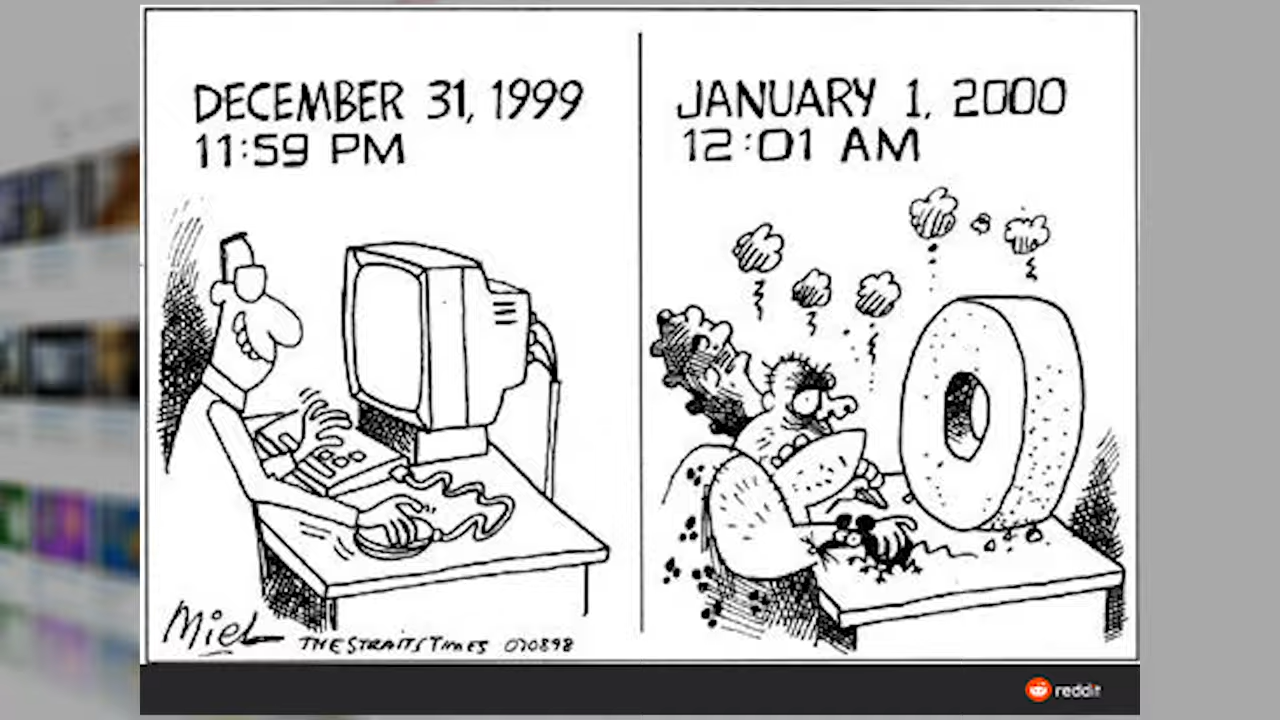 DECEMBER 31, 1999
11:59 PM
JANUARY 1, 2000
12:01 AM
Miel
THE STRAITS TIMES 070898
reddit